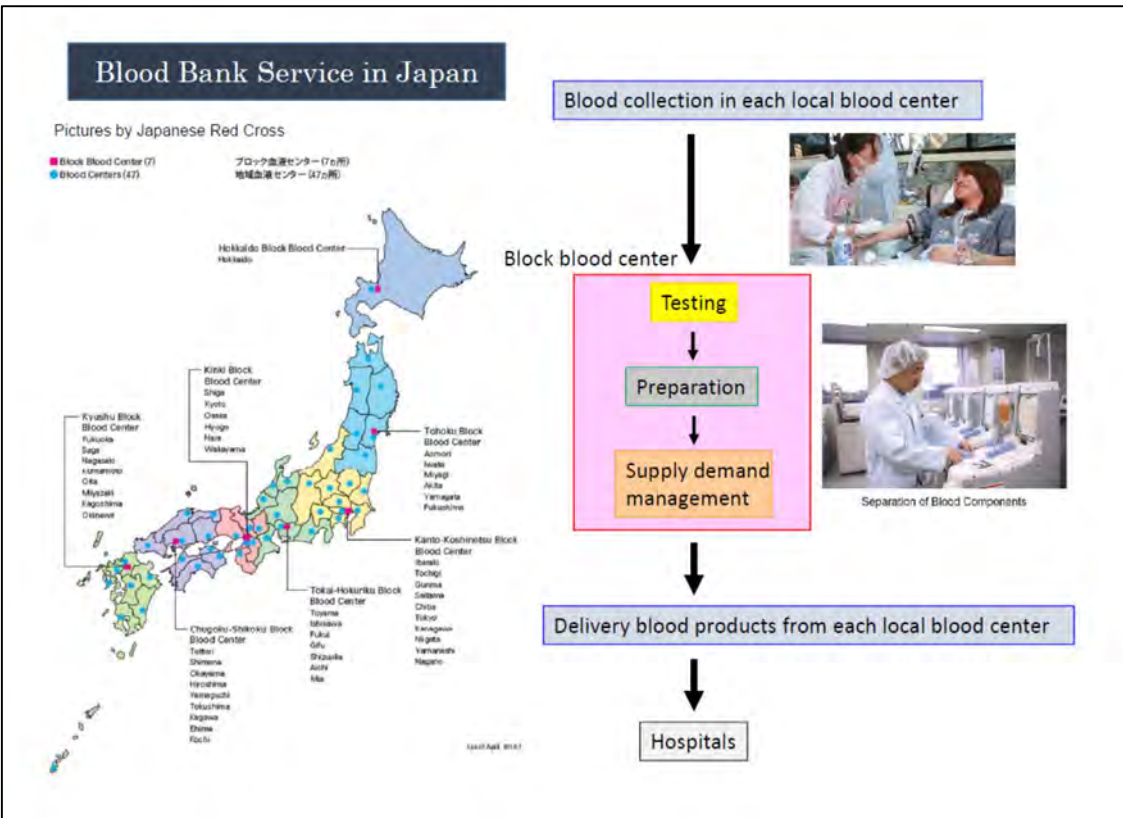 Blood Bank Service in Japan
Pictures by Japanese Red Cross
Block Blood Center (7) ブロック血液センター (7ヵ所)
Blood Centers (47) 地域血液センター (47ヵ所)
Hokkaido Block Blood Center
Hokkaido
Kinki Block
Blood Center
Shiga
Kyoto
Osaka
Hyogo
Nara
Wakayama
Kyushu Block
Blood Center
Fukuoka
Saga
Nagasaki
Kumamoto
Oita
Miyazaki
Kagoshima
Okinawa
Tohoku Block
Blood Center
Aomori
Iwate
Miyagi
Akita
Yamagata
Fukushima
Kanto-Koshinetsu Block
Blood Center
Ibaraki
Tochigi
Gunma
Saitama
Chiba
Tokyo
Kanagawa
Niigata
Yamanashi
Nagano
Tokai-Hokuriku Block
Blood Center
Toyama
Ishikawa
Fukui
Gifu
Shizuoka
Aichi
Mie
Chugoku-Shikoku Block
Blood Center
Tottori
Shimane
Okayama
Hiroshima
Yamaguchi
Tokushima
Kagawa
Ehime
Kochi
Blood collection in each local blood center
Block blood center
Testing
Preparation
Supply demand
management
Separation of Blood Components
Delivery blood products from each local blood center
Hospitals